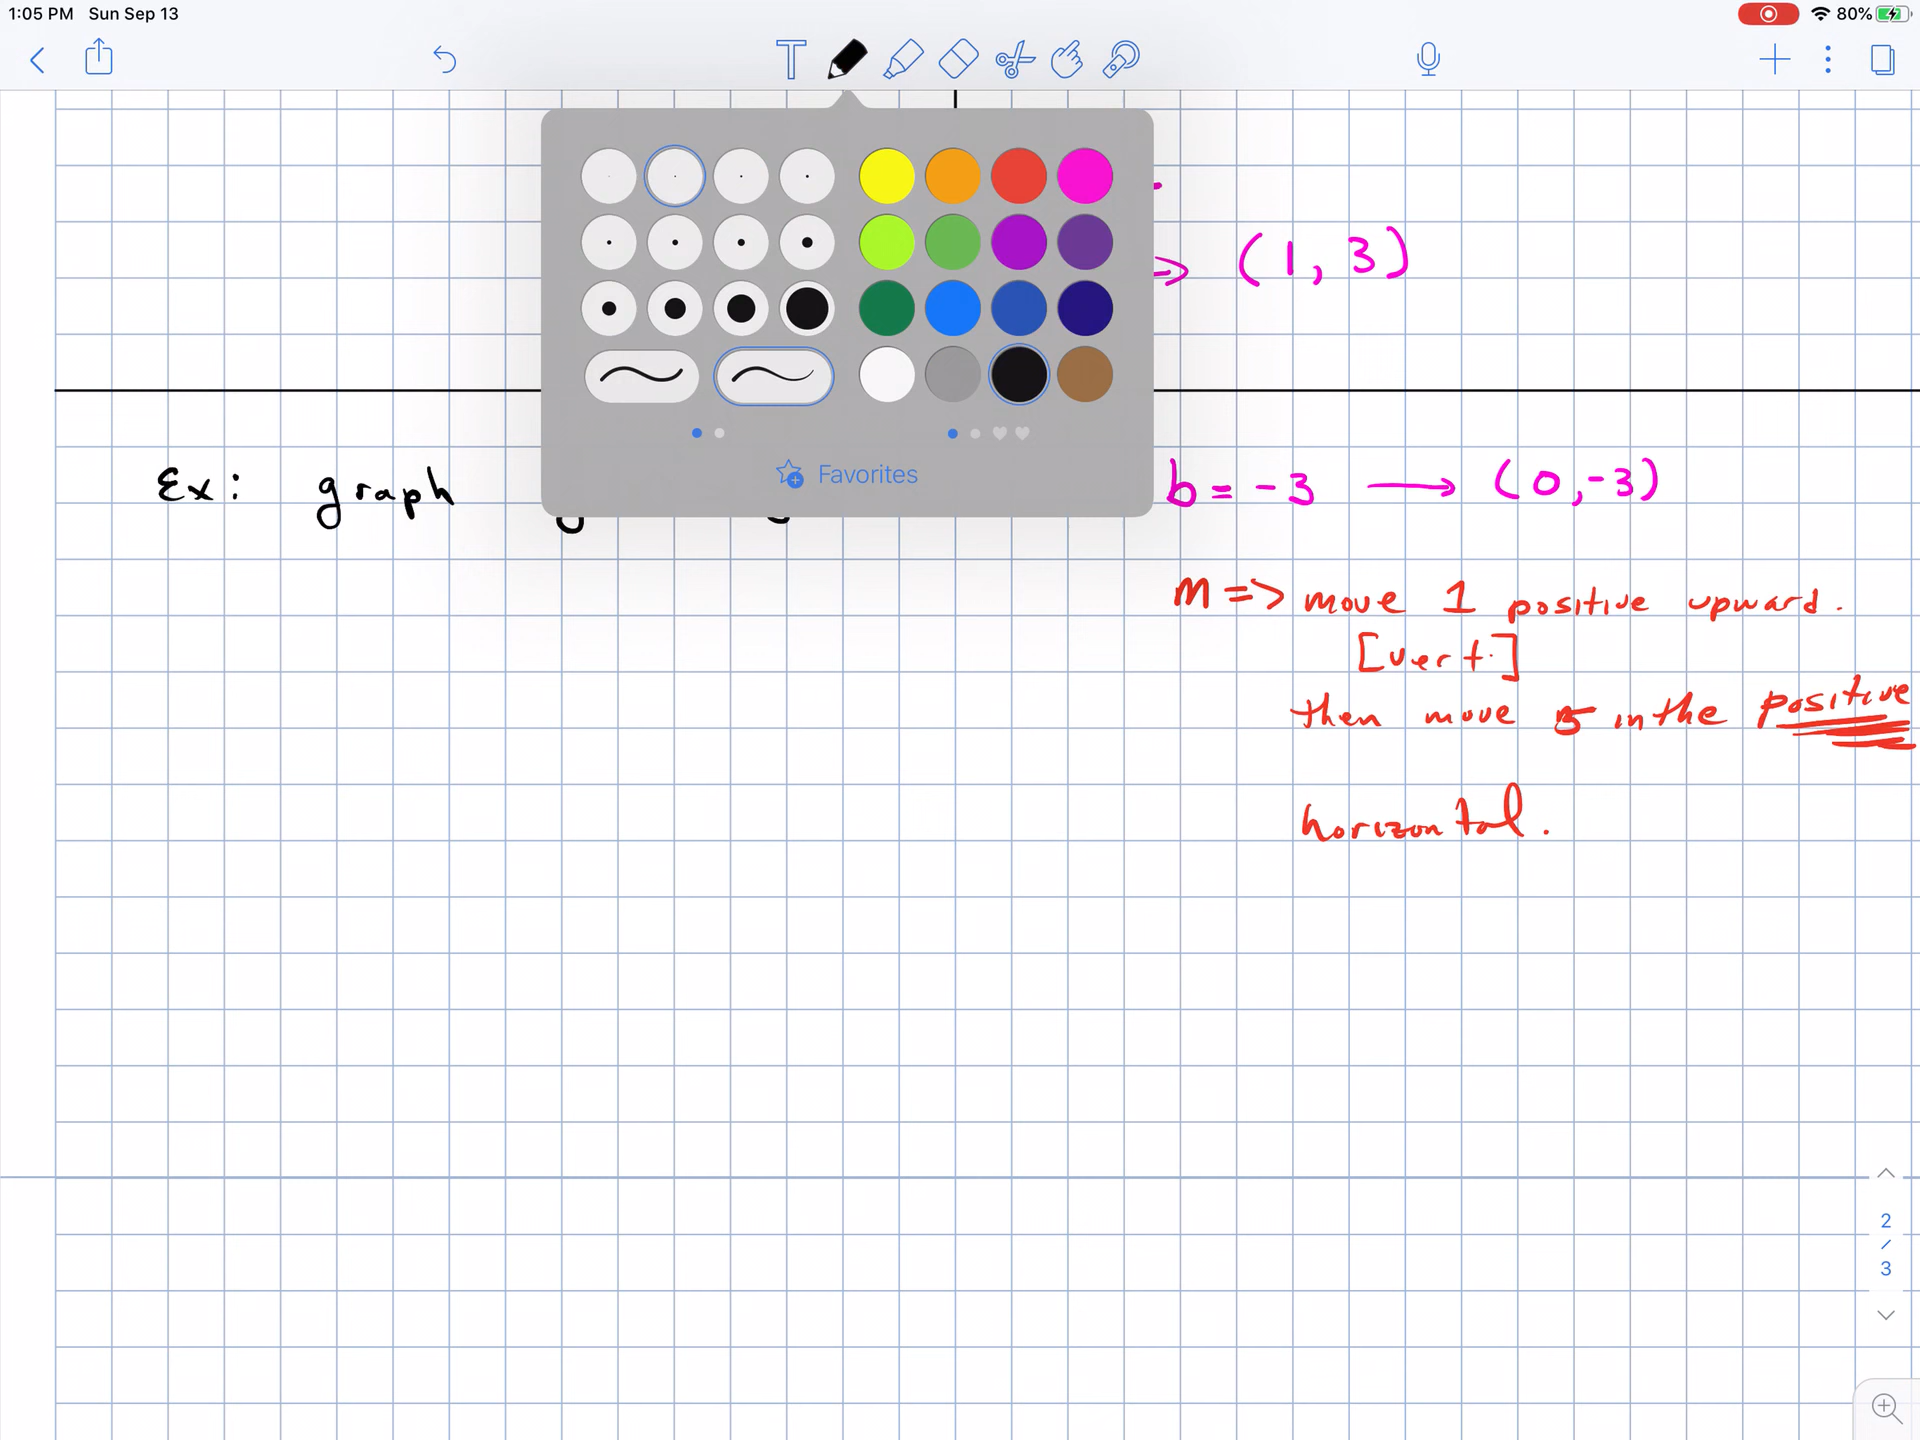 1:05 PM Sun Sep 13
80%
T
=> (1, 3)
Ex: graph
b = -3 ⟶ (0, -3)
Favorites
m => move 1 positive upward.
[vert.]
then move 5 in the positive
horizontal.
2
/
3